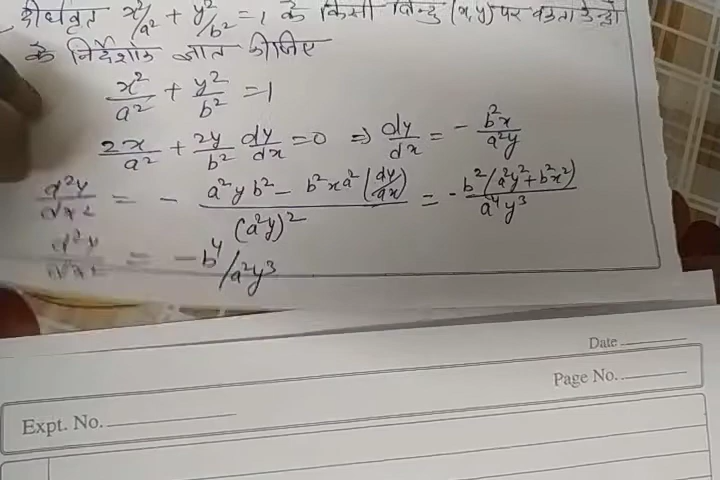 दीर्घवृत x²/a² + y²/b² = 1 के किसी बिन्दु (x,y) पर वक्रता केन्द्रो
के निर्देशांक ज्ञात कीजिए
x²/a² + y²/b² = 1
2x/a² + 2y/b² dy/dx = 0 ⇒ dy/dx = - b²x/a²y
d²y/dx² = - a²y b² - b²x a² (dy/dx) / (a²y)² = - b² (a²y² + b²x²) / a⁴y³
d²y/dx² = - b⁴/a²y³
Date
Page No.
Expt. No.